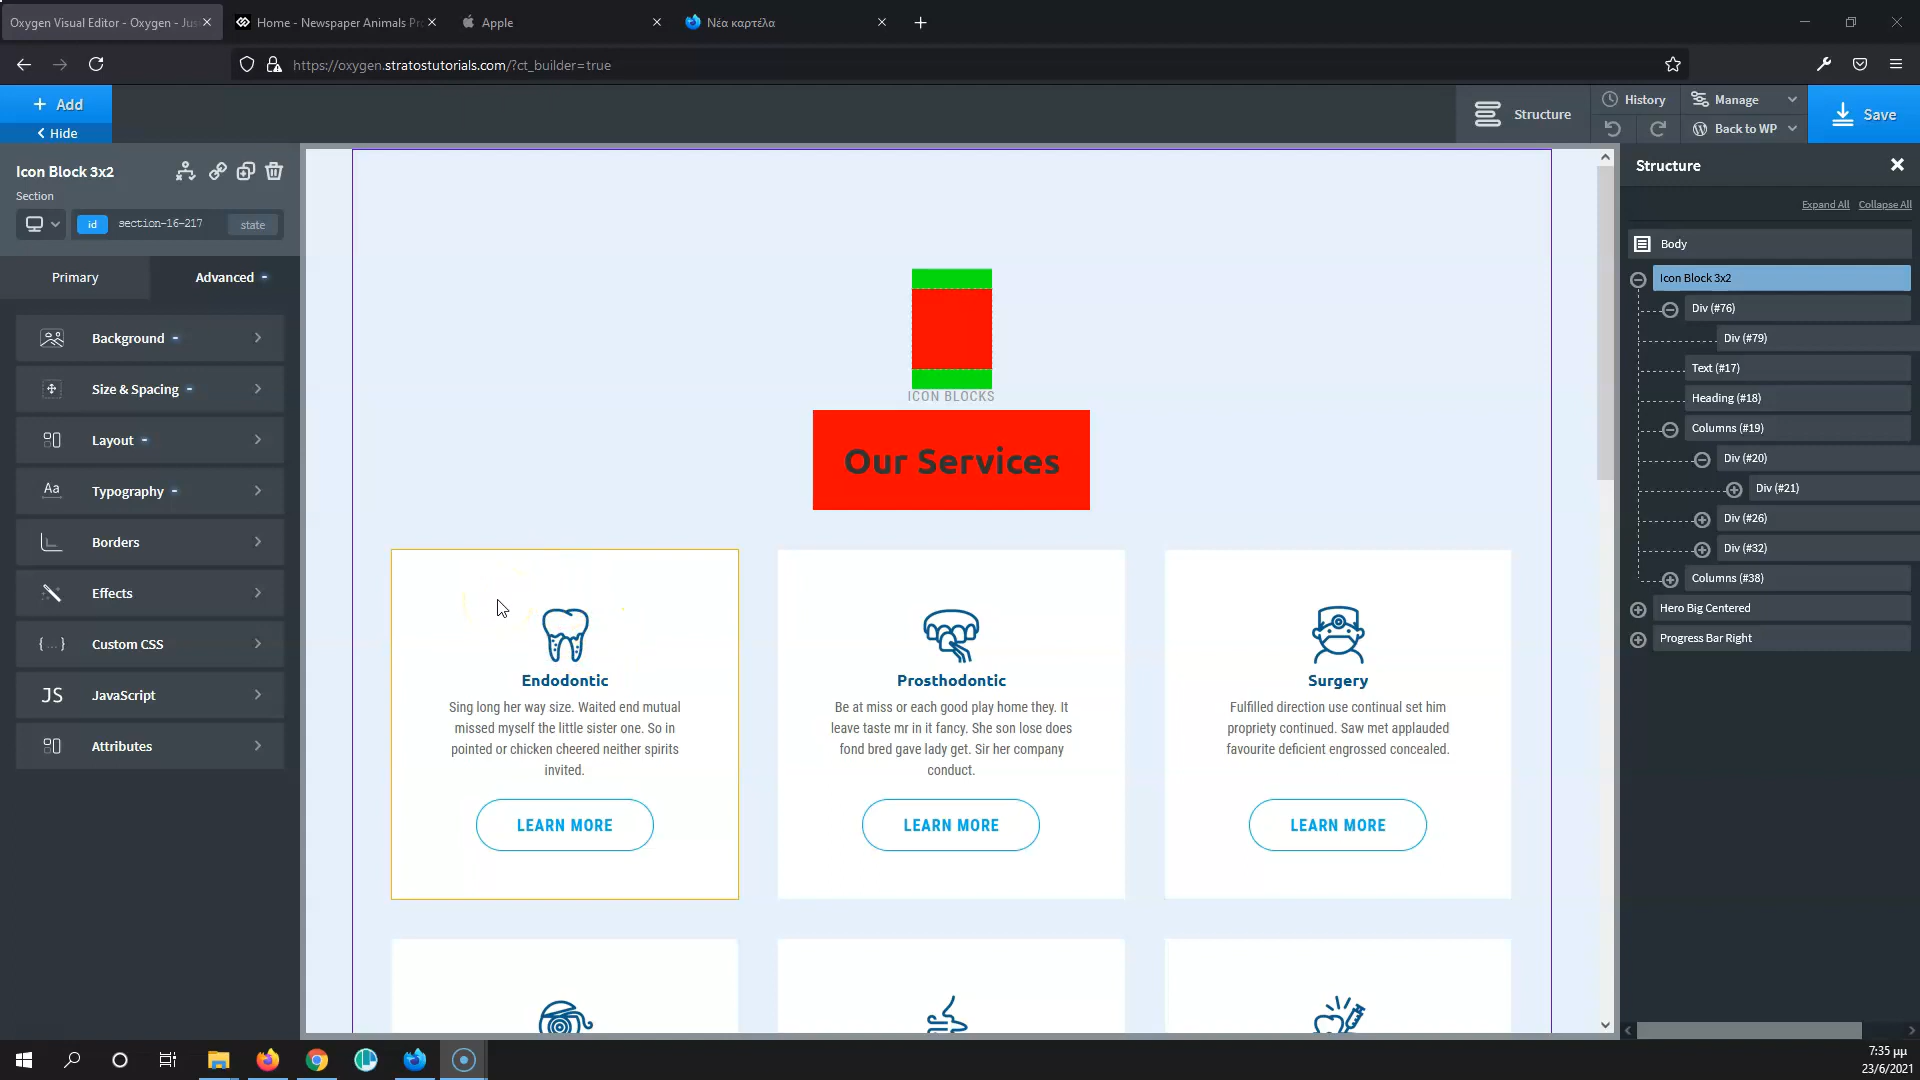 Oxygen Visual Editor - Oxygen - Jus
Home - Newspaper Animals Pr
Apple
Νέα καρτέλα
https://oxygen.stratostutorials.com/?ct_builder=true
+ Add
Hide
Structure
History
Manage
Back to WP
Save
Icon Block 3x2
Section
id
section-16-217
state
Primary
Advanced
Background
Size & Spacing
Layout
Aa
Typography
Borders
Effects
{...}
Custom CSS
JS
JavaScript
Attributes
ICON BLOCKS
Our Services
Endodontic
Sing long her way size. Waited end mutual
missed myself the little sister one. So in
pointed or chicken cheered neither spirits
invited.
LEARN MORE
Prosthodontic
Be at miss or each good play home they. It
leave taste mr in it fancy. She son lose does
fond bred gave lady get. Sir her company
conduct.
LEARN MORE
Surgery
Fulfilled direction use continual set him
propriety continued. Saw met applauded
favourite deficient engrossed concealed.
LEARN MORE
Structure
Expand All
Collapse All
Body
Icon Block 3x2
Div (#76)
Div (#79)
Text (#17)
Heading (#18)
Columns (#19)
Div (#20)
Div (#21)
Div (#26)
Div (#32)
Columns (#38)
Hero Big Centered
Progress Bar Right
7:35 μμ
23/6/2021